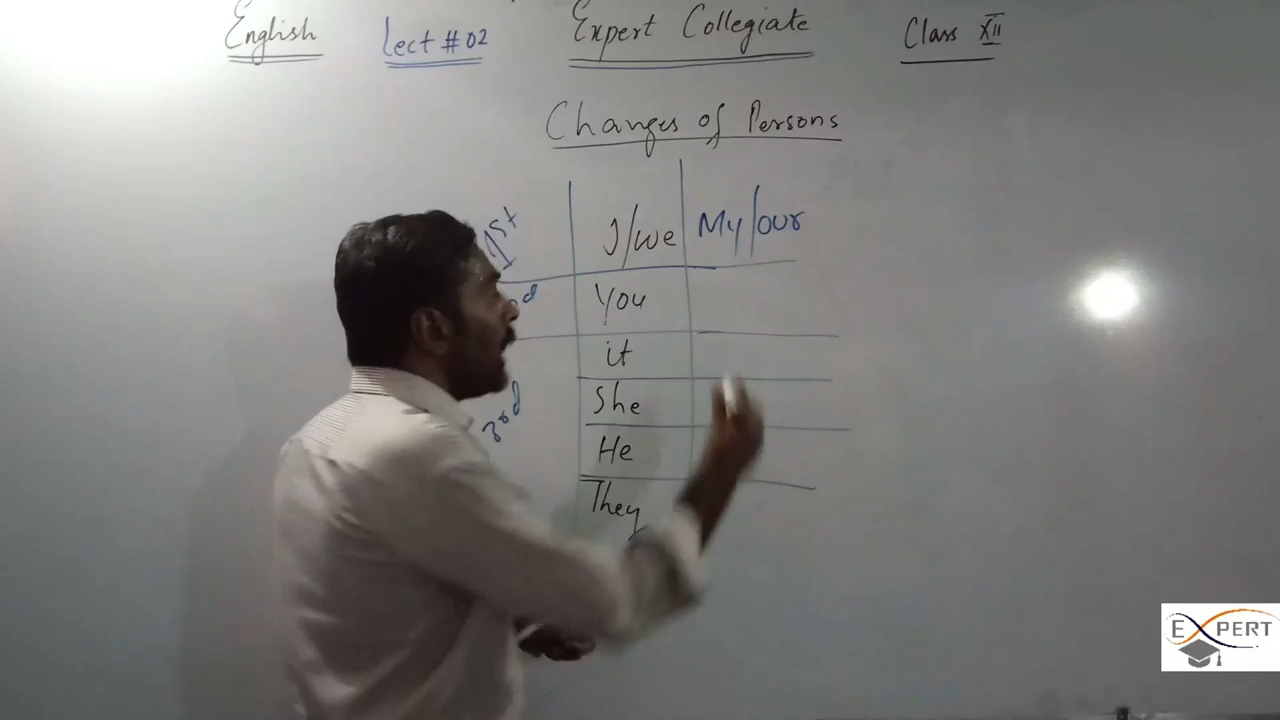 English Lect # 02 Expert Collegiate Class XII
Changes of Persons
1st I/we My/our
You
it
3rd She
He
They
EXPERT